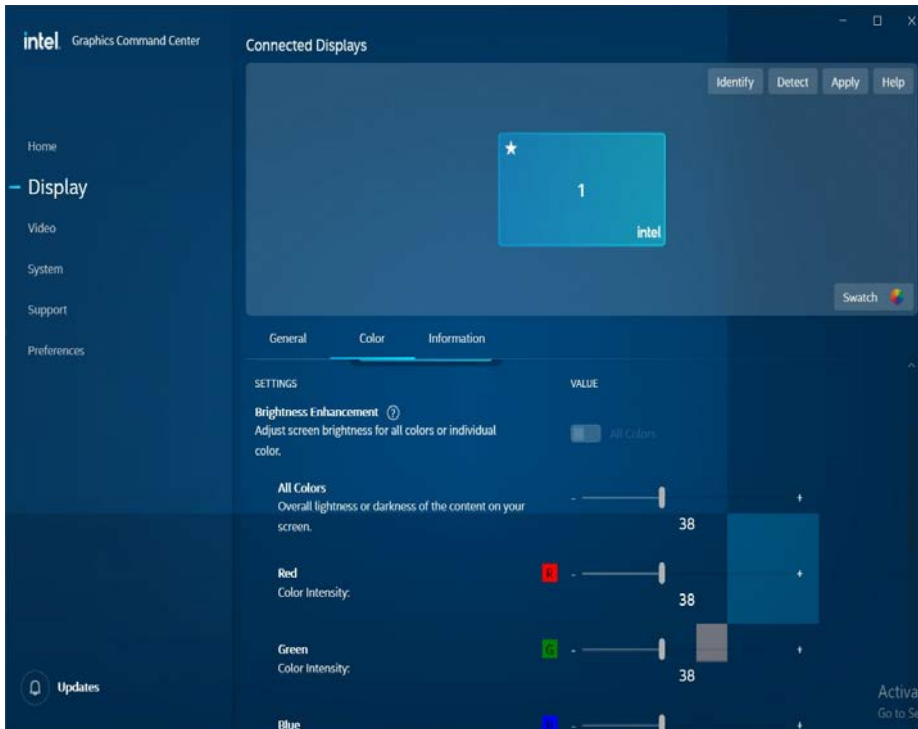 intel. Graphics Command Center
Connected Displays
Identify
Detect
Apply
Help
Home
Display
Video
System
Support
Preferences
1
intel
Swatch
General
Color
Information
SETTINGS
VALUE
Brightness Enhancement ?
Adjust screen brightness for all colors or individual
color.
All Colors
All Colors
Overall lightness or darkness of the content on your
screen.
- +
38
Red
Color Intensity:
R
- +
38
Green
Color Intensity:
G
- +
38
Blue
- +
Updates
Activa
Go to Se